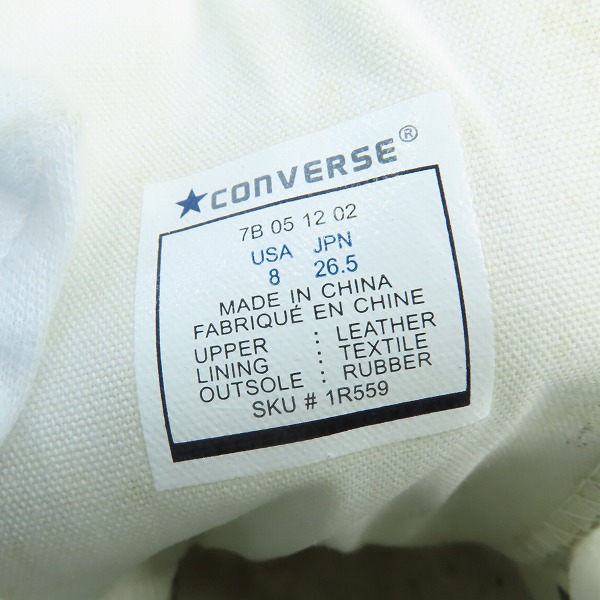 ★CONVERSE®
7B 05 12 02
USA JPN
8 26.5
MADE IN CHINA
FABRIQUÉ EN CHINE
UPPER : LEATHER
LINING : TEXTILE
OUTSOLE : RUBBER
SKU # 1R559